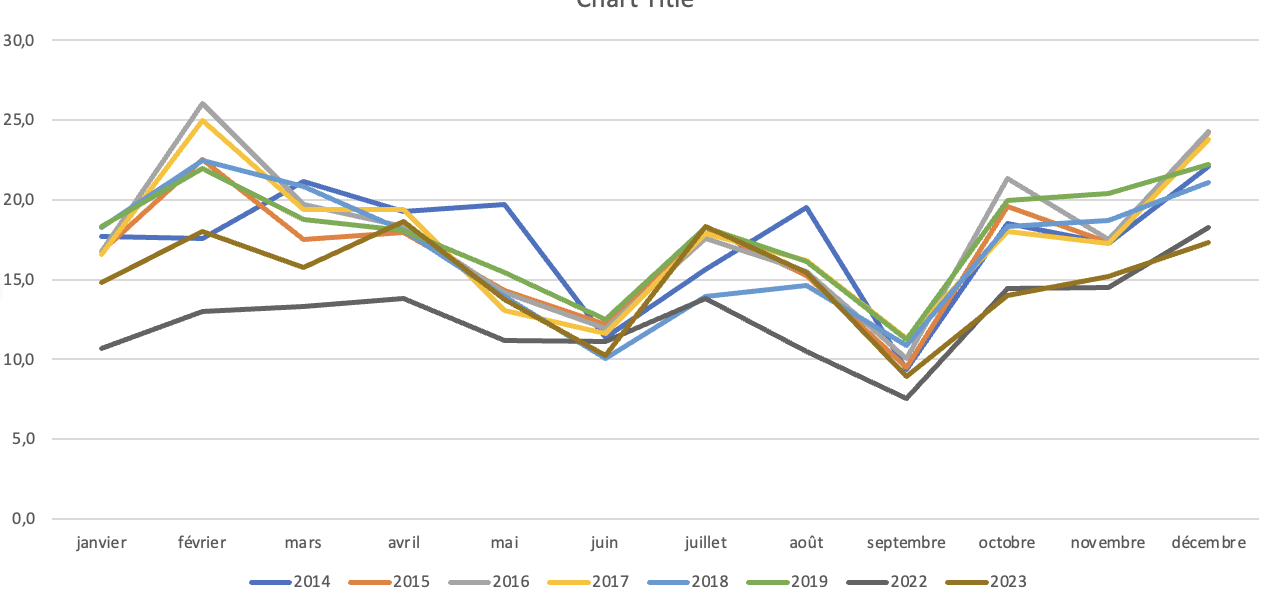 Chart Title
30,0
25,0
20,0
15,0
10,0
5,0
0,0
janvier février mars avril mai juin juillet août septembre octobre novembre décembre
2014 2015 2016 2017 2018 2019 2022 2023